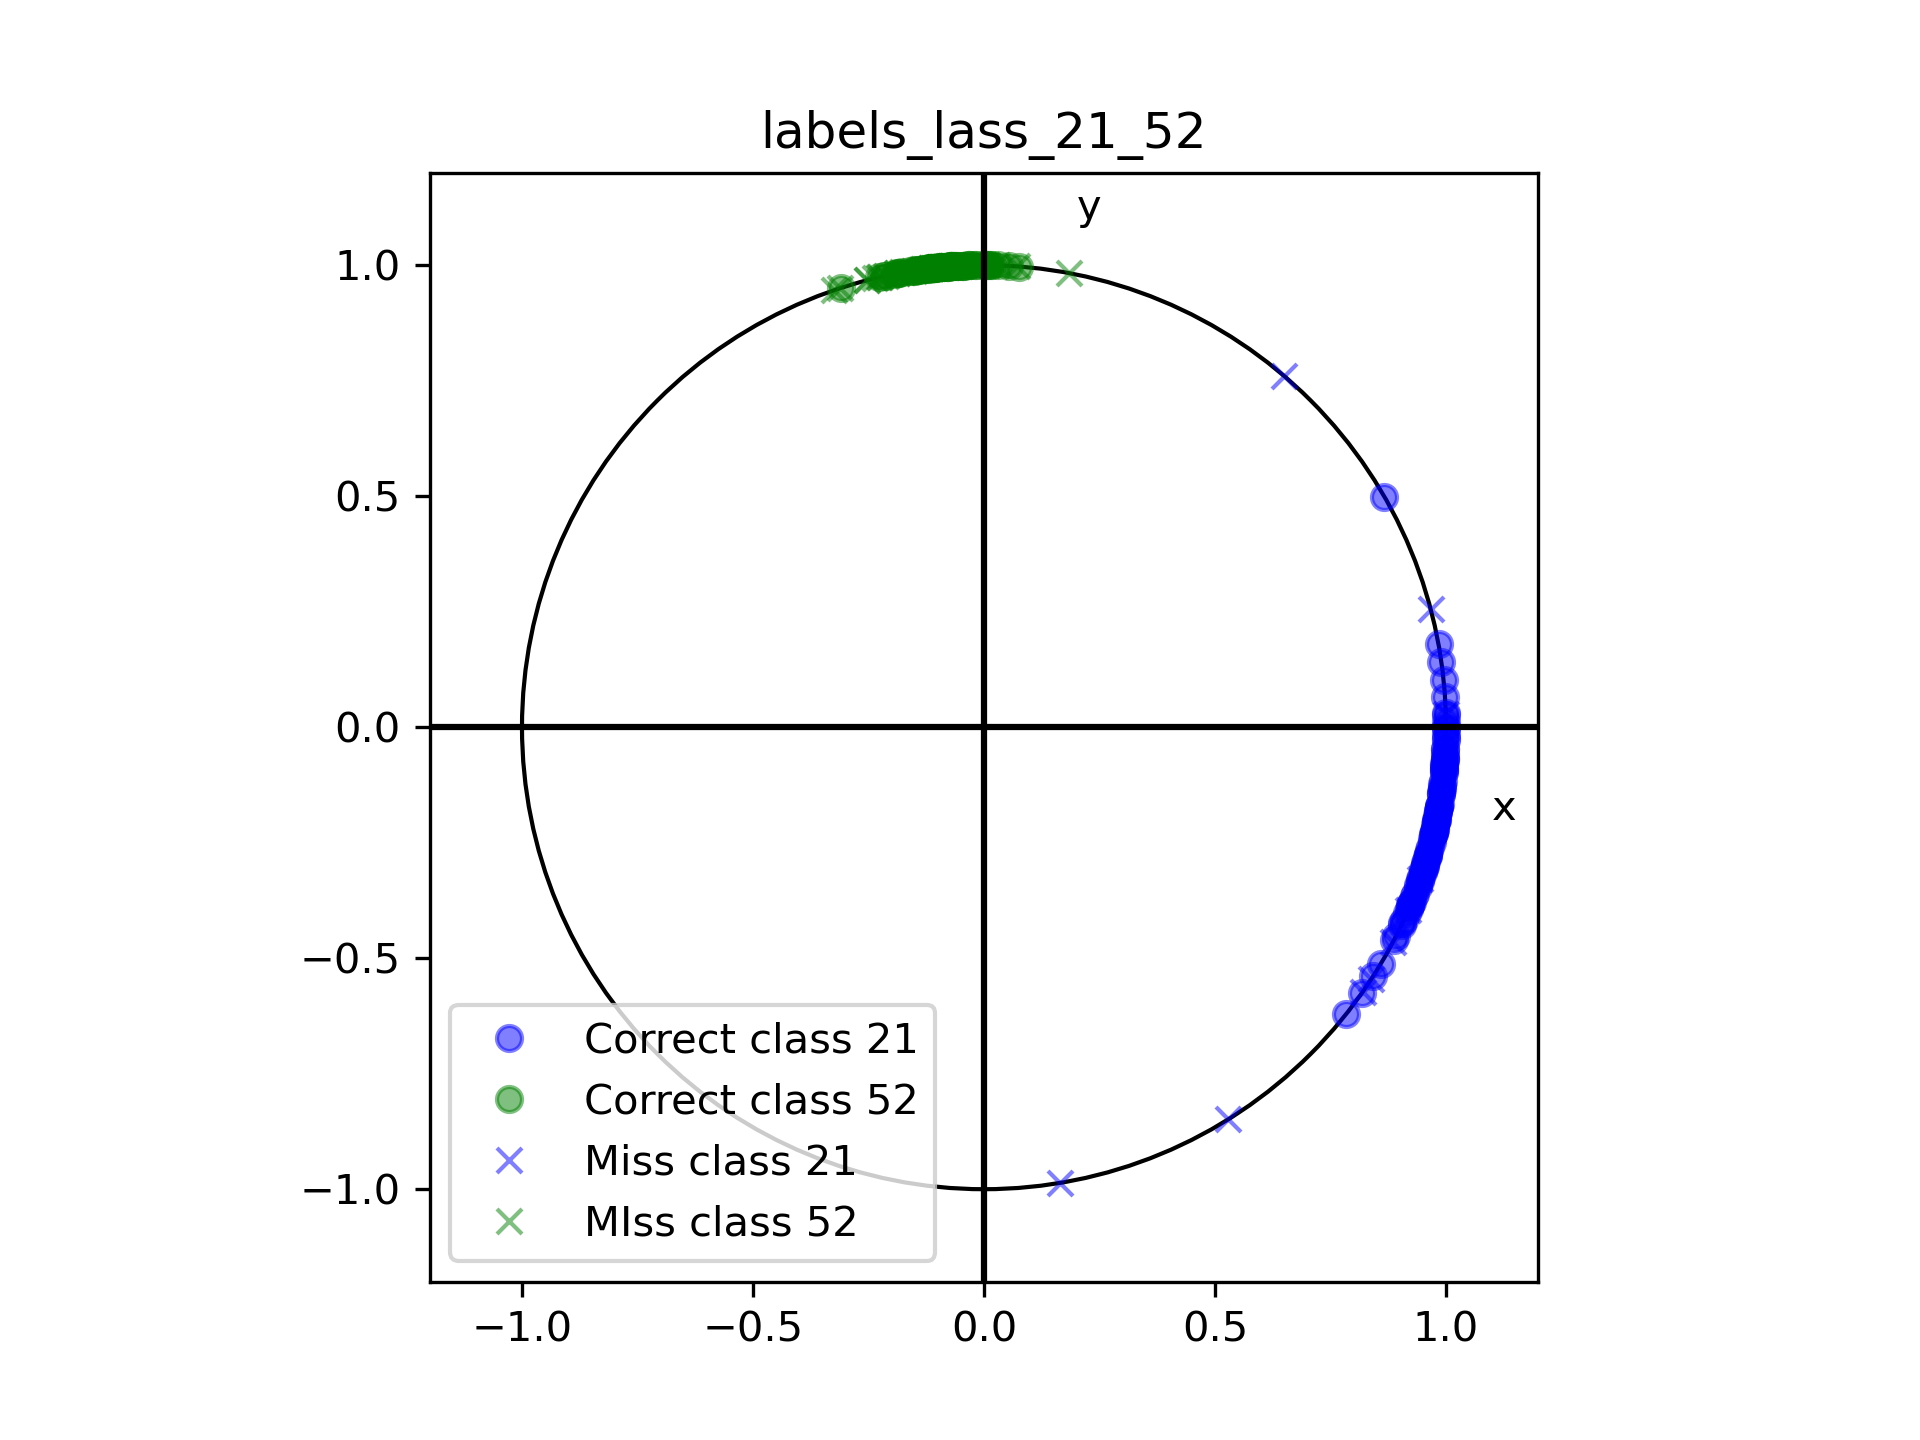 labels_lass_21_52
y
1.0
0.5
0.0
x
−0.5
−1.0
Correct class 21
Correct class 52
Miss class 21
MIss class 52
−1.0 −0.5 0.0 0.5 1.0